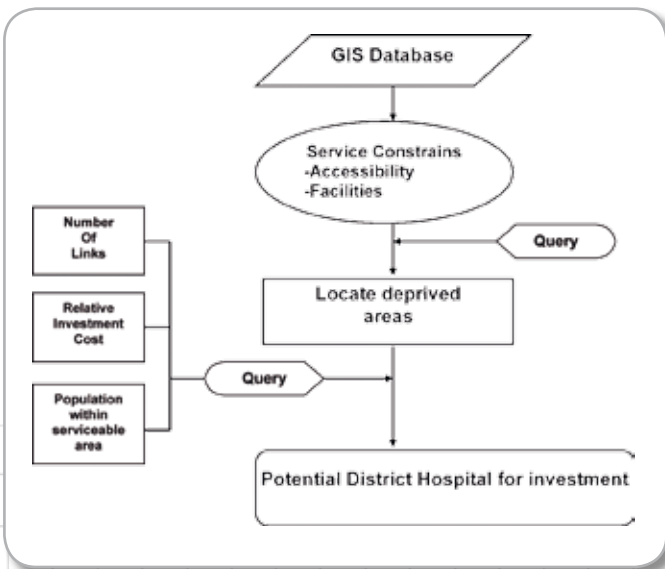 GIS Database
Service Constrains
-Accessibility
-Facilities
Query
Locate deprived
areas
Number
Of
Links
Relative
Investment
Cost
Population
within
serviceable
area
Query
Potential District Hospital for investment